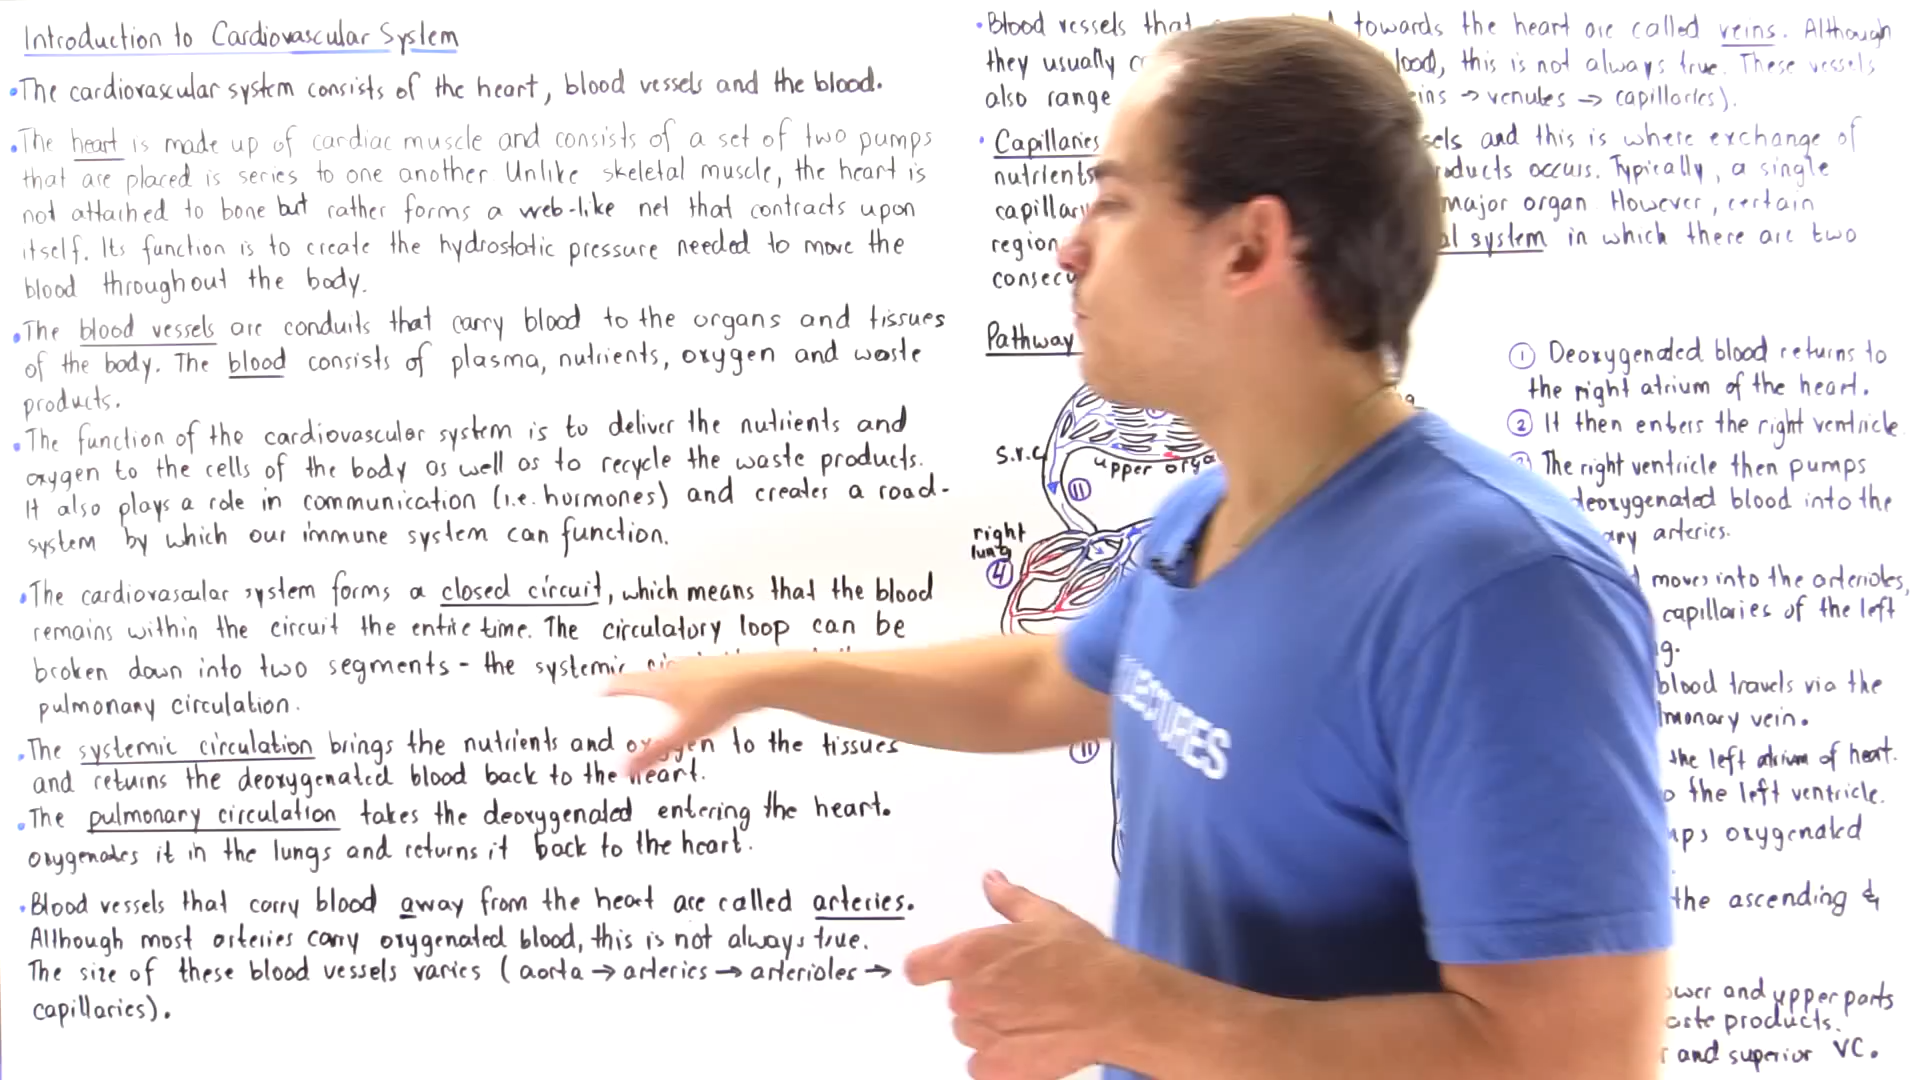 Introduction to Cardiovascular System
•The cardiovascular system consists of the heart, blood vessels and the blood.
•The heart is made up of cardiac muscle and consists of a set of two pumps
that are placed is series to one another. Unlike skeletal muscle, the heart is
not attached to bone but rather forms a web-like net that contracts upon
itself. Its function is to create the hydrostatic pressure needed to move the
blood throughout the body.
•The blood vessels are conduits that carry blood to the organs and tissues
of the body. The blood consists of plasma, nutrients, oxygen and waste
products.
•The function of the cardiovascular system is to deliver the nutrients and
oxygen to the cells of the body as well as to recycle the waste products.
It also plays a role in communication (i.e. hormones) and creates a road-
system by which our immune system can function.
•The cardiovascular system forms a closed circuit, which means that the blood
remains within the circuit the entire time. The circulatory loop can be
broken down into two segments - the systemic
pulmonary circulation.
•The systemic circulation brings the nutrients and oxygen to the tissues
and returns the deoxygenated blood back to the heart.
•The pulmonary circulation takes the deoxygenated entering the heart.
oxygenates it in the lungs and returns it back to the heart.
•Blood vessels that carry blood away from the heart are called arteries.
Although most arteries carry oxygenated blood, this is not always true.
The size of these blood vessels varies (aorta → arteries → arterioles →
capillaries).
•Blood vessels that towards the heart are called veins. Although
they usually blood, this is not always true. These vessels
also range veins → venules → capillaries).
•Capillaries and this is where exchange of
nutrients products occurs. Typically, a single
capillary major organ. However, certain
region system in which there are two
Pathway
s.r.c.
upper
11
right
lung
4
11
① Deoxygenated blood returns to
the right atrium of the heart.
② It then enters the right ventricle
The right ventricle then pumps
deoxygenated blood into the
arteries.
moves into the arterioles,
capillaries of the left
blood travels via the
vein.
the left atrium of heat.
the left ventricle.
oxygenated
the ascending &
and upper parts
products.
and superior VC.
LECTURES